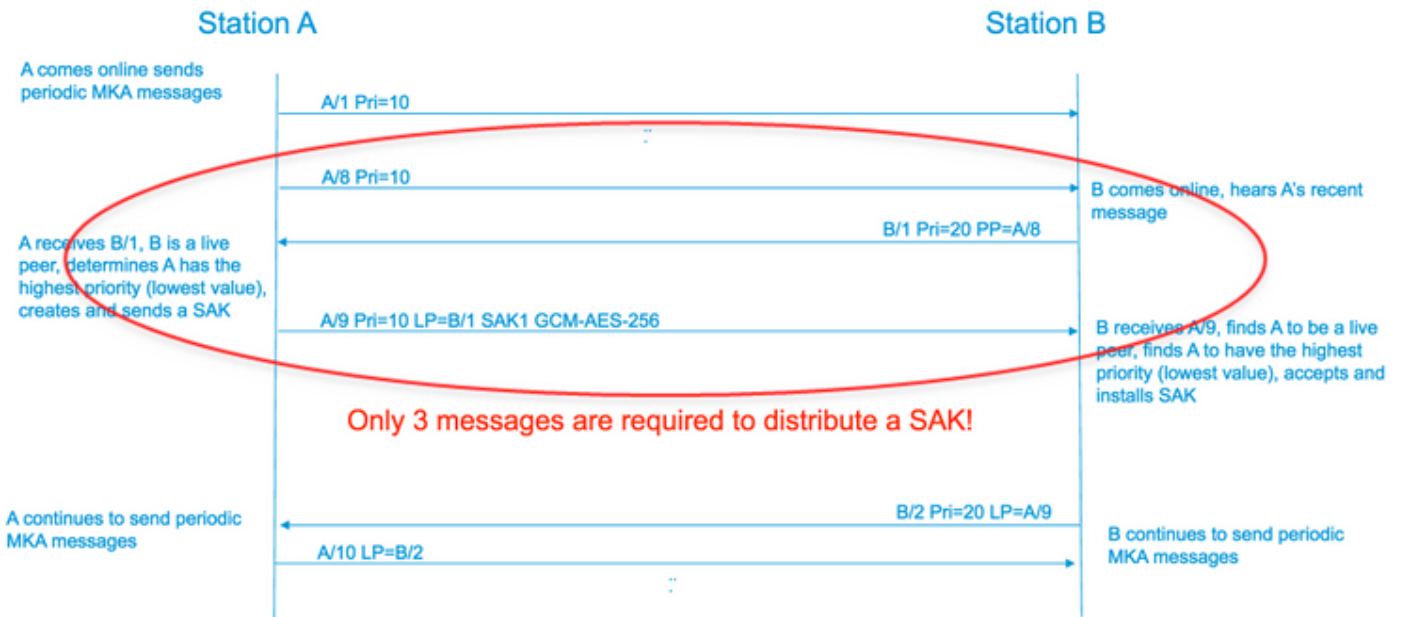 Station A
Station B
A comes online sends
periodic MKA messages
A/1 Pri=10
A/8 Pri=10
B comes online, hears A's recent
message
B/1 Pri=20 PP=A/8
A receives B/1, B is a live
peer, determines A has the
highest priority (lowest value),
creates and sends a SAK
A/9 Pri=10 LP=B/1 SAK1 GCM-AES-256
B receives A/9, finds A to be a live
peer, finds A to have the highest
priority (lowest value), accepts and
installs SAK
Only 3 messages are required to distribute a SAK!
B/2 Pri=20 LP=A/9
A continues to send periodic
MKA messages
B continues to send periodic
MKA messages
A/10 LP=B/2